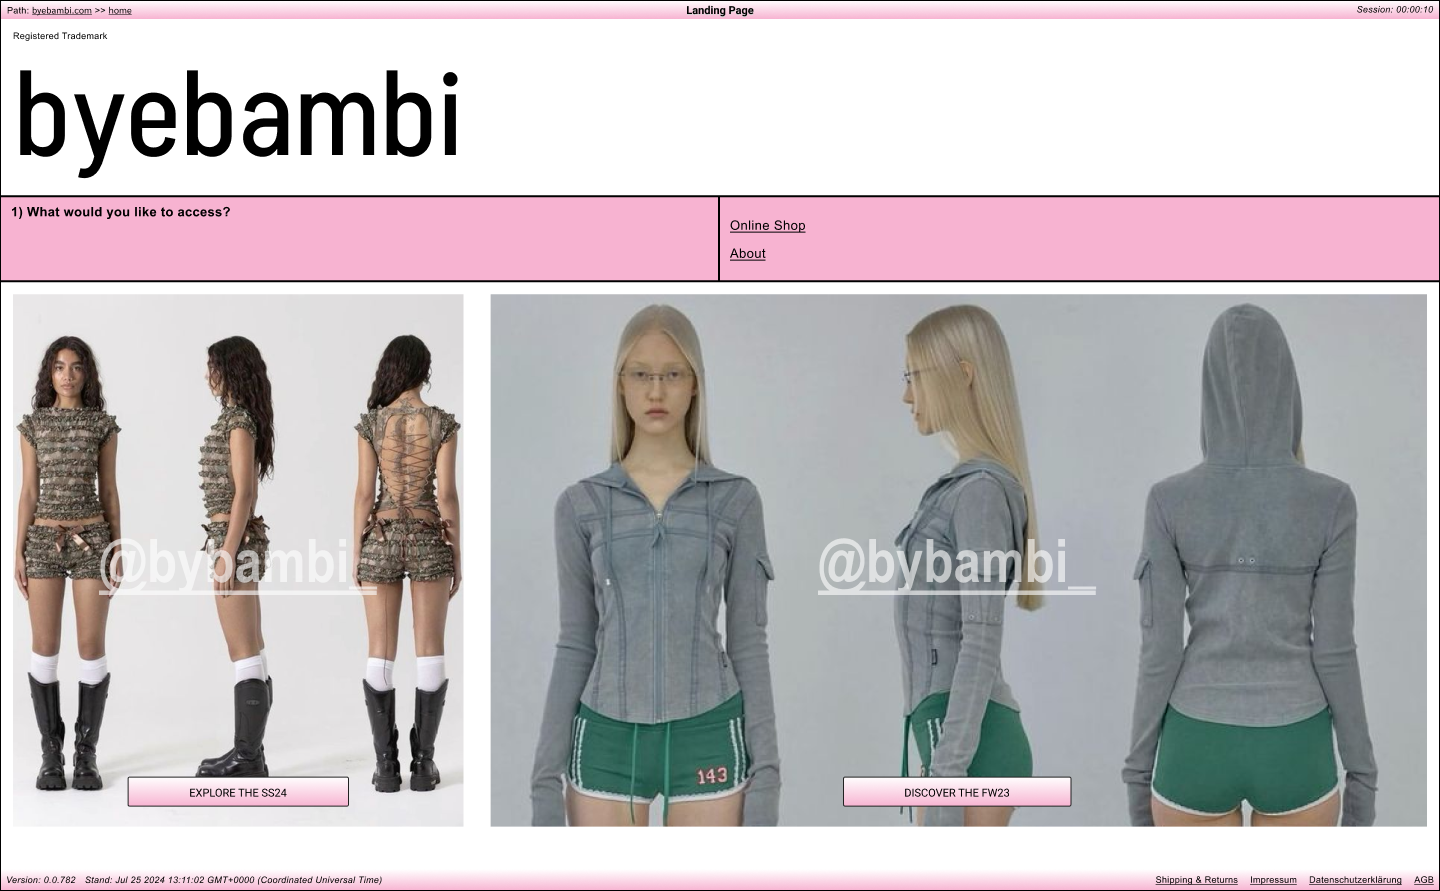 Path: byebambi.com >> home
Landing Page
Session: 00:00:10
Registered Trademark
byebambi
1) What would you like to access?
Online Shop
About
@bybambi_
@bybambi_
143
EXPLORE THE SS24
DISCOVER THE FW23
Version: 0.0.782 Stand: Jul 25 2024 13:11:02 GMT+0000 (Coordinated Universal Time)
Shipping & Returns Impressum Datenschutzerklärung AGB